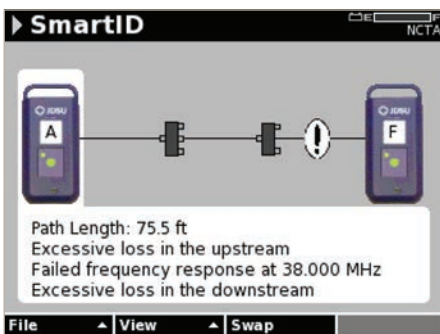 SmartID
E F
NCTA
JDSU JDSU
A F
!
Path Length: 75.5 ft
Excessive loss in the upstream
Failed frequency response at 38.000 MHz
Excessive loss in the downstream
File View Swap